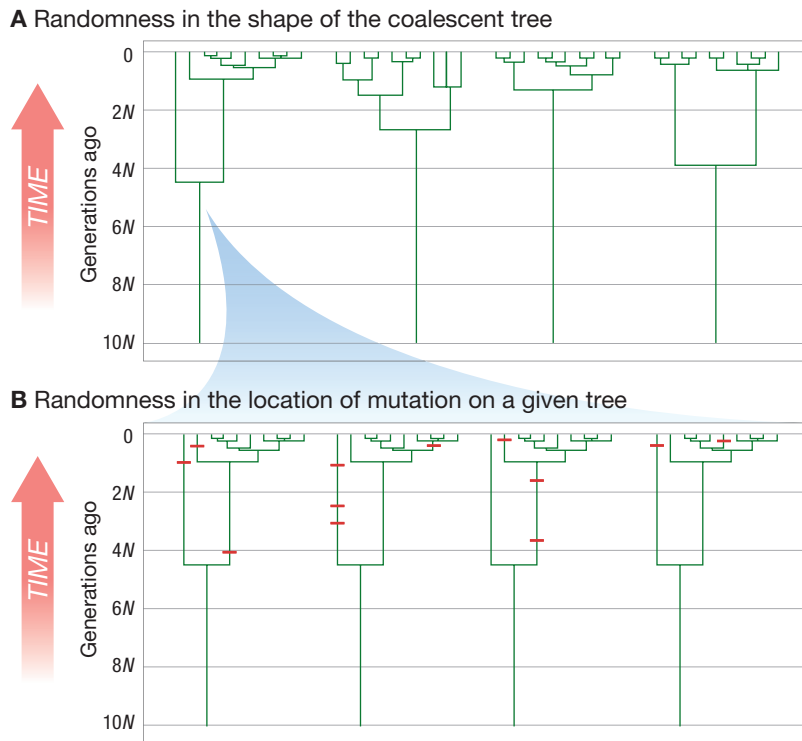 A Randomness in the shape of the coalescent tree
0
2N
4N
6N
8N
10N
Generations ago
TIME
B Randomness in the location of mutation on a given tree
0
2N
4N
6N
8N
10N
Generations ago
TIME